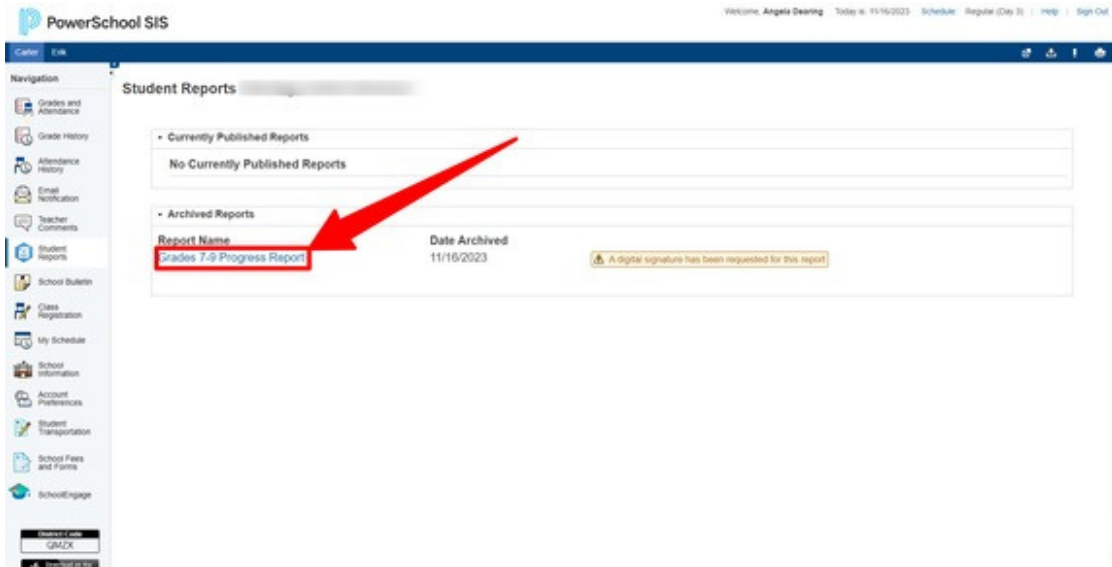 PowerSchool SIS
Welcome, Angela Dearing Today is: 11/16/2023 Schedule Regular (Day 3) Help Sign Out
Carter Erik
Navigation
Student Reports
Grades and
Attendance
Grade History
Attendance
History
Email
Notification
Teacher
Comments
Student
Reports
School Bulletin
Class
Registration
My Schedule
School
Information
Account
Preferences
Student
Transportation
School Fees
and Forms
SchoolEngage
District Code
GMZX
Download on the
Currently Published Reports
No Currently Published Reports
Archived Reports
Report Name Date Archived
Grades 7-9 Progress Report 11/16/2023 A digital signature has been requested for this report